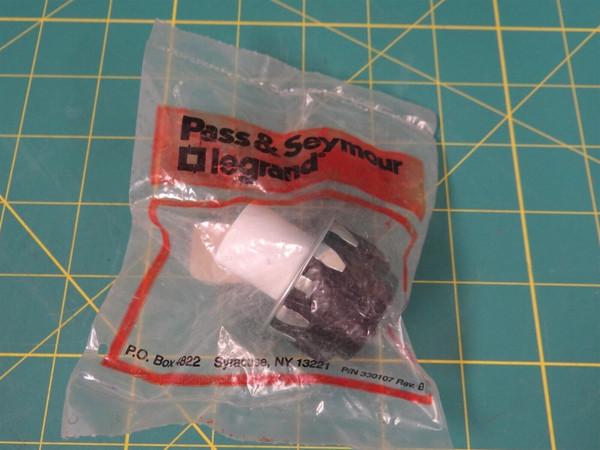 Pass & Seymour
legrand®
P.O. Box 4822 Syracuse, NY 13221 P/N 330107 Rev. B